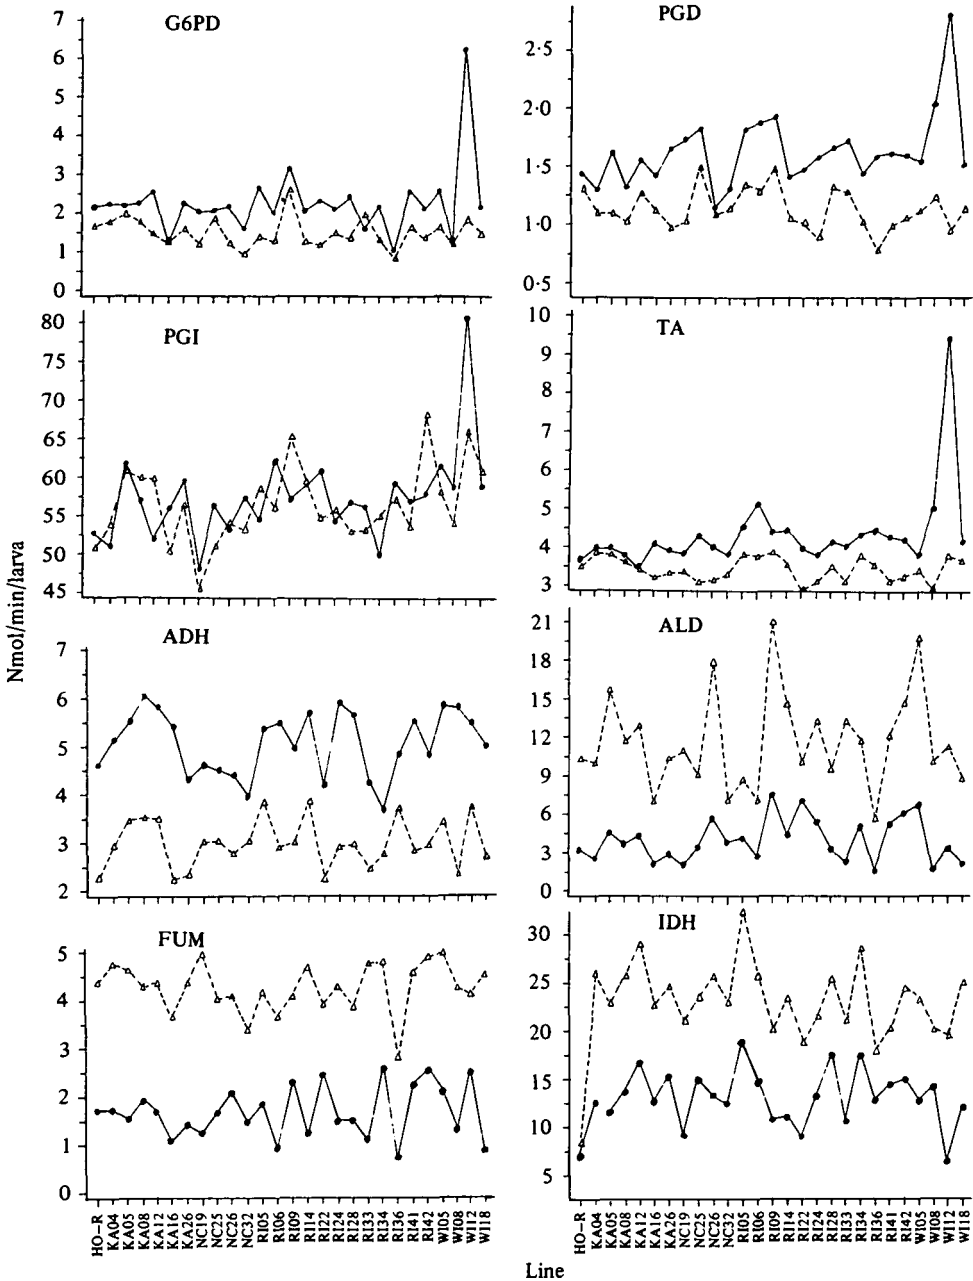 G6PD
7
6
5
4
3
2
1
0
PGD
2·5
2·0
1·5
1·0
0·5
PGI
80
75
70
65
60
55
50
45
TA
10
9
8
7
6
5
4
3
Nmol/min/larva
ADH
7
6
5
4
3
2
ALD
21
18
15
12
9
6
3
0
FUM
5
4
3
2
1
0
IDH
30
25
20
15
10
5
HO-R
KA04
KA05
KA08
KA12
KA16
KA26
NC19
NC25
NC26
NC32
RI05
RI06
RI09
RI14
RI22
RI24
RI28
RI33
RI34
RI36
RI41
RI42
WI05
WI08
WI12
WI18
HO-R
KA04
KA05
KA08
KA12
KA16
KA26
NC19
NC25
NC26
NC32
RI05
RI06
RI09
RI14
RI22
RI24
RI28
RI33
RI34
RI36
RI41
RI42
WI05
WI08
WI12
WI18
Line